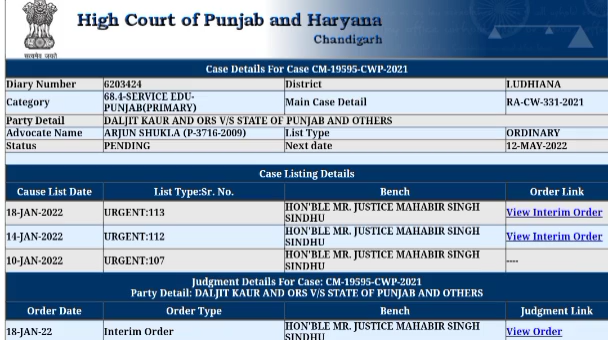 High Court of Punjab and Haryana
Chandigarh
सत्यमेव जयते
Case Details For Case CM-19595-CWP-2021
Diary Number 6203424 District LUDHIANA
Category 68.4-SERVICE EDU-PUNJAB(PRIMARY) Main Case Detail RA-CW-331-2021
Party Detail DALJIT KAUR AND ORS V/S STATE OF PUNJAB AND OTHERS
Advocate Name ARJUN SHUKLA (P-3716-2009) List Type ORDINARY
Status PENDING Next date 12-MAY-2022
Case Listing Details
Cause List Date List Type:Sr. No. Bench Order Link
18-JAN-2022 URGENT:113 HON'BLE MR. JUSTICE MAHABIR SINGH SINDHU View Interim Order
14-JAN-2022 URGENT:112 HON'BLE MR. JUSTICE MAHABIR SINGH SINDHU View Interim Order
10-JAN-2022 URGENT:107 HON'BLE MR. JUSTICE MAHABIR SINGH SINDHU ----
Judgment Details For Case: CM-19595-CWP-2021
Party Detail: DALJIT KAUR AND ORS V/S STATE OF PUNJAB AND OTHERS
Order Date Order Type Bench Judgment Link
18-JAN-22 Interim Order HON'BLE MR. JUSTICE MAHABIR SINGH SINDHU View Order